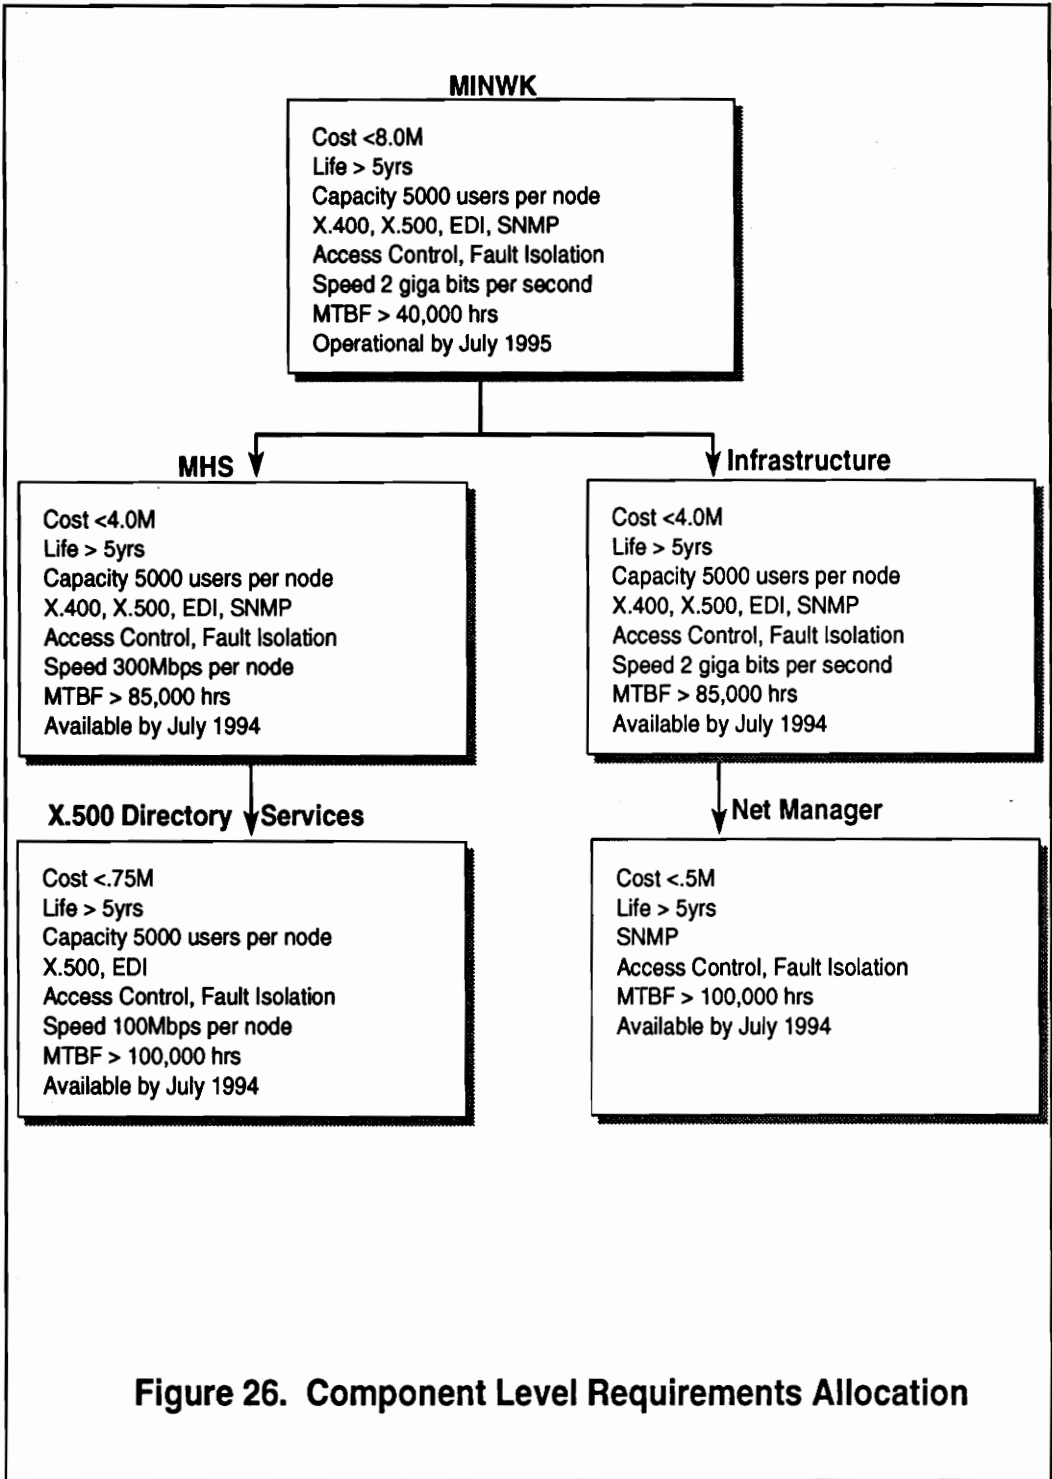 MINWK
Cost <8.0M
Life > 5yrs
Capacity 5000 users per node
X.400, X.500, EDI, SNMP
Access Control, Fault Isolation
Speed 2 giga bits per second
MTBF > 40,000 hrs
Operational by July 1995
MHS
Cost <4.0M
Life > 5yrs
Capacity 5000 users per node
X.400, X.500, EDI, SNMP
Access Control, Fault Isolation
Speed 300Mbps per node
MTBF > 85,000 hrs
Available by July 1994
Infrastructure
Cost <4.0M
Life > 5yrs
Capacity 5000 users per node
X.400, X.500, EDI, SNMP
Access Control, Fault Isolation
Speed 2 giga bits per second
MTBF > 85,000 hrs
Available by July 1994
X.500 Directory Services
Cost <.75M
Life > 5yrs
Capacity 5000 users per node
X.500, EDI
Access Control, Fault Isolation
Speed 100Mbps per node
MTBF > 100,000 hrs
Available by July 1994
Net Manager
Cost <.5M
Life > 5yrs
SNMP
Access Control, Fault Isolation
MTBF > 100,000 hrs
Available by July 1994
Figure 26. Component Level Requirements Allocation